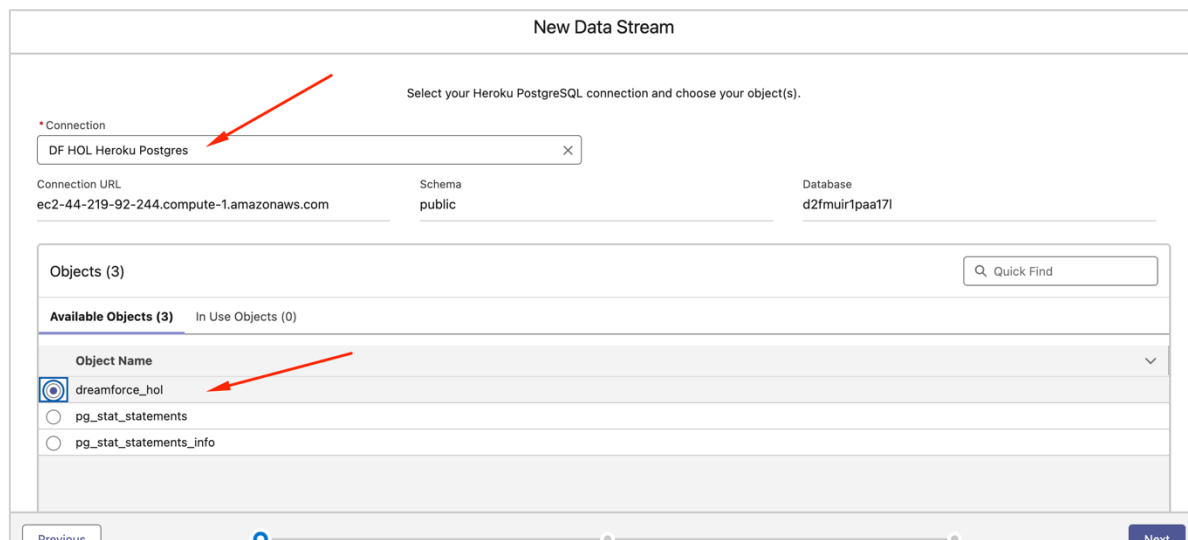 New Data Stream
Select your Heroku PostgreSQL connection and choose your object(s).
* Connection
DF HOL Heroku Postgres
Connection URL Schema Database
ec2-44-219-92-244.compute-1.amazonaws.com public d2fmuir1paa17l
Objects (3)
Quick Find
Available Objects (3) In Use Objects (0)
Object Name
dreamforce_hol
pg_stat_statements
pg_stat_statements_info
Previous Next